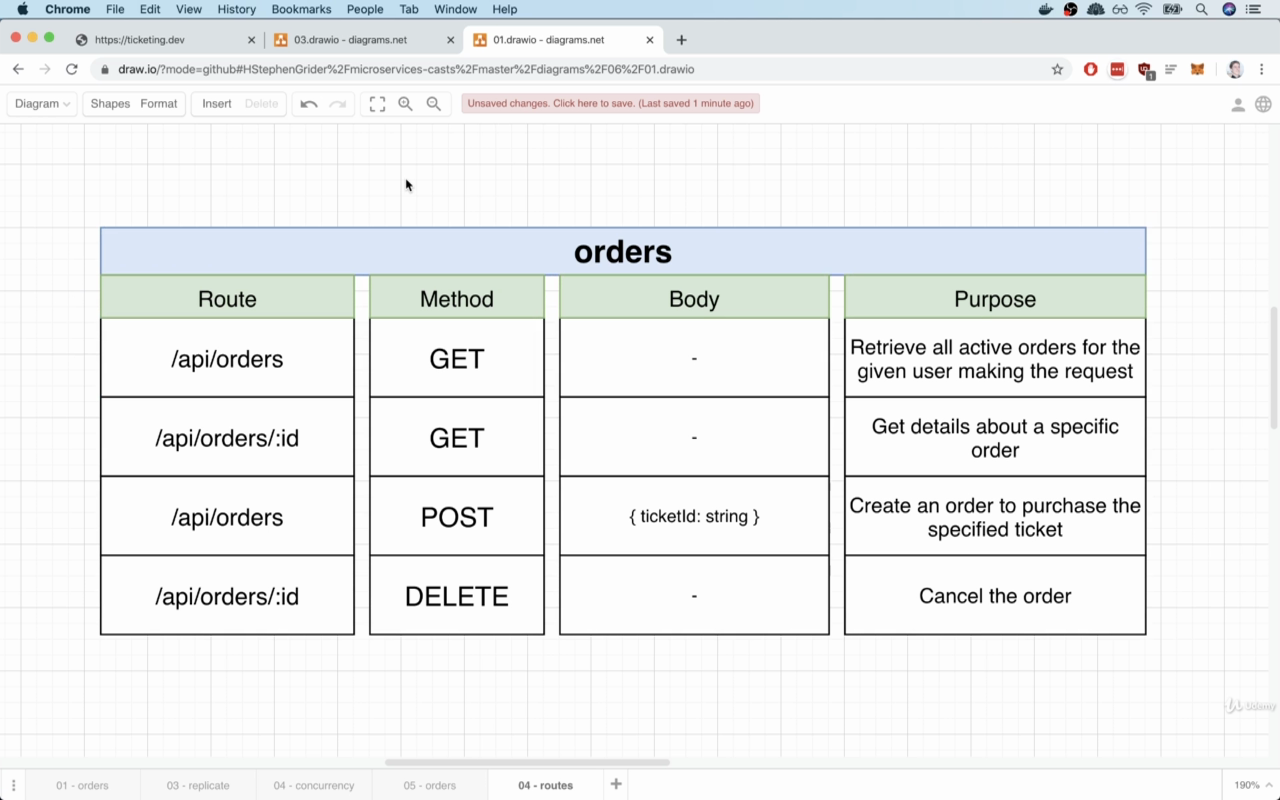 Chrome File Edit View History Bookmarks People Tab Window Help
https://ticketing.dev
03.drawio - diagrams.net
01.drawio - diagrams.net
draw.io/?mode=github#HStephenGrider%2Fmicroservices-casts%2Fmaster%2Fdiagrams%2F06%2F01.drawio
1
Diagram Shapes Format Insert Delete Unsaved changes. Click here to save. (Last saved 1 minute ago)
orders
Route Method Body Purpose
/api/orders GET - Retrieve all active orders for the
given user making the request
/api/orders/:id GET - Get details about a specific
order
/api/orders POST { ticketId: string } Create an order to purchase the
specified ticket
/api/orders/:id DELETE - Cancel the order
Udemy
01 - orders 03 - replicate 04 - concurrency 05 - orders 04 - routes 190%